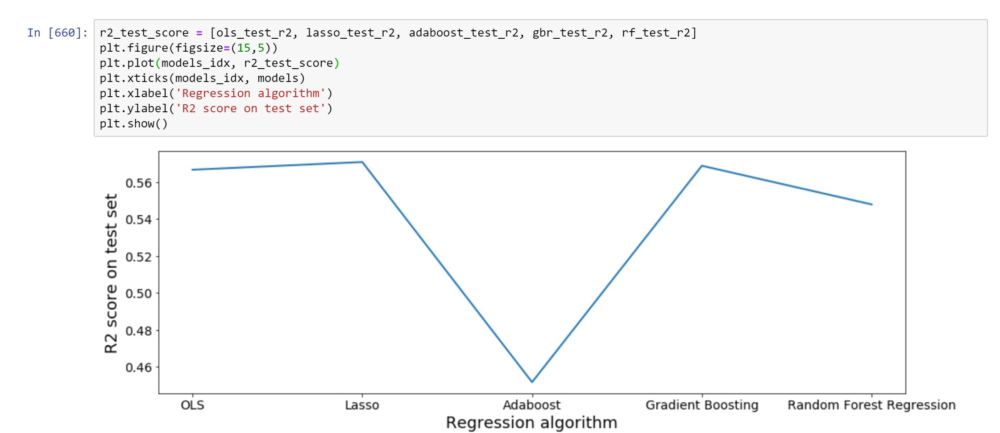 In [660]: r2_test_score = [ols_test_r2, lasso_test_r2, adaboost_test_r2, gbr_test_r2, rf_test_r2]
plt.figure(figsize=(15,5))
plt.plot(models_idx, r2_test_score)
plt.xticks(models_idx, models)
plt.xlabel('Regression algorithm')
plt.ylabel('R2 score on test set')
plt.show()
R2 score on test set
0.56
0.54
0.52
0.50
0.48
0.46
OLS Lasso Adaboost Gradient Boosting Random Forest Regression
Regression algorithm